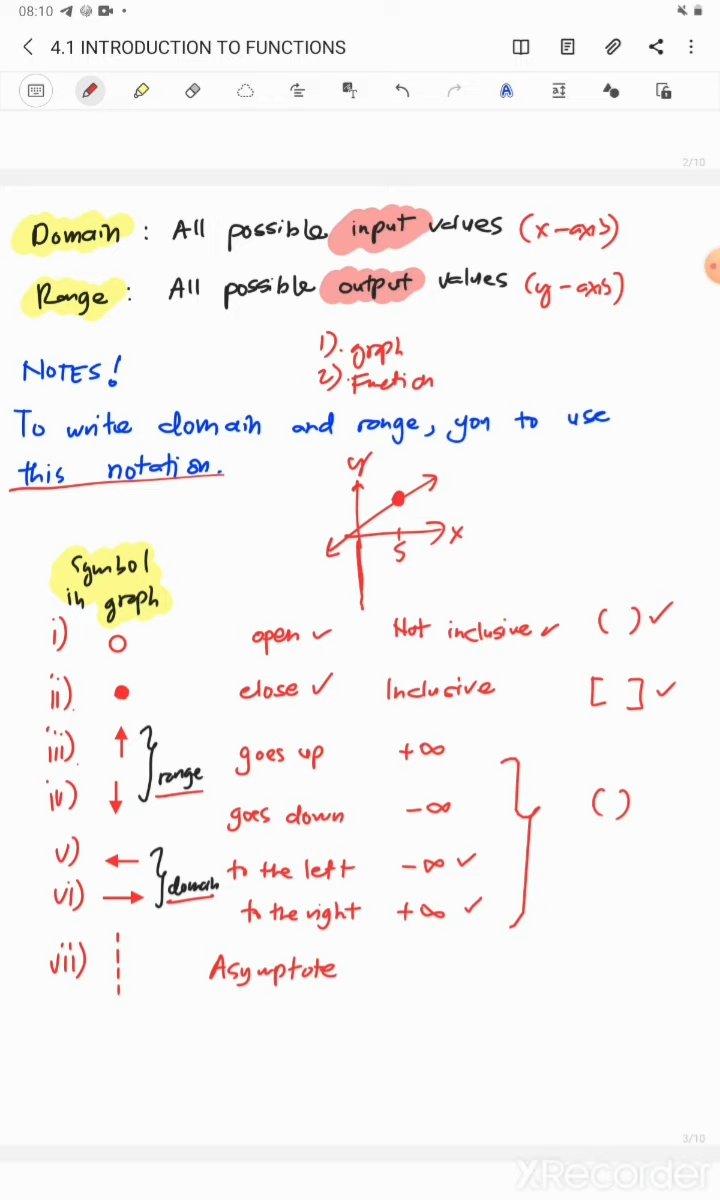 08:10
4.1 INTRODUCTION TO FUNCTIONS
2/10
Domain : All possible input values (x-axis)
Range : All possible output values (y-axis)
1). graph
2). Function
NOTES!
To write domain and range, you to use
this notation.
y
x
5
Symbol
in graph
i) open ✓ Not inclusive ✓ ( ) ✓
ii). close ✓ Inclusive [ ] ✓
iii). ↑ goes up +∞
range
iv) ↓ goes down -∞ ( )
v) ← to the left -∞ ✓
domain
vi) → to the right +∞ ✓
vii) Asymptote
3/10
XRecorder